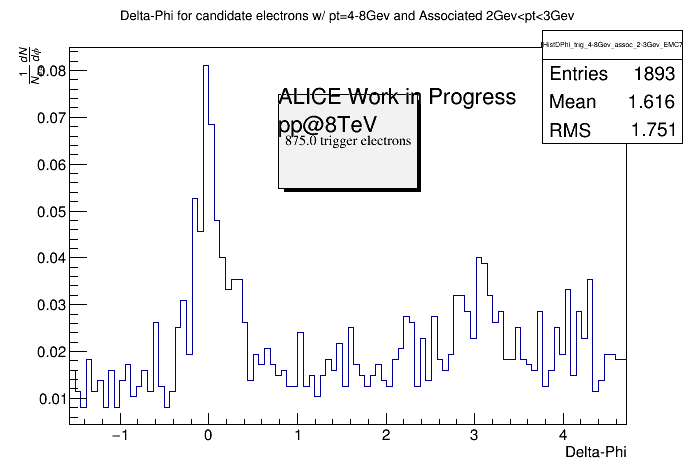 Delta-Phi for candidate electrons w/ pt=4-8Gev and Associated 2Gev<pt<3Gev
HistDPhi_trig_4-8Gev_assoc_2-3Gev_EMC7
Entries 1893
Mean 1.616
RMS 1.751
ALICE Work in Progress
pp@8TeV
875.0 trigger electrons
0.08
0.07
0.06
0.05
0.04
0.03
0.02
0.01
−1 0 1 2 3 4
Delta-Phi